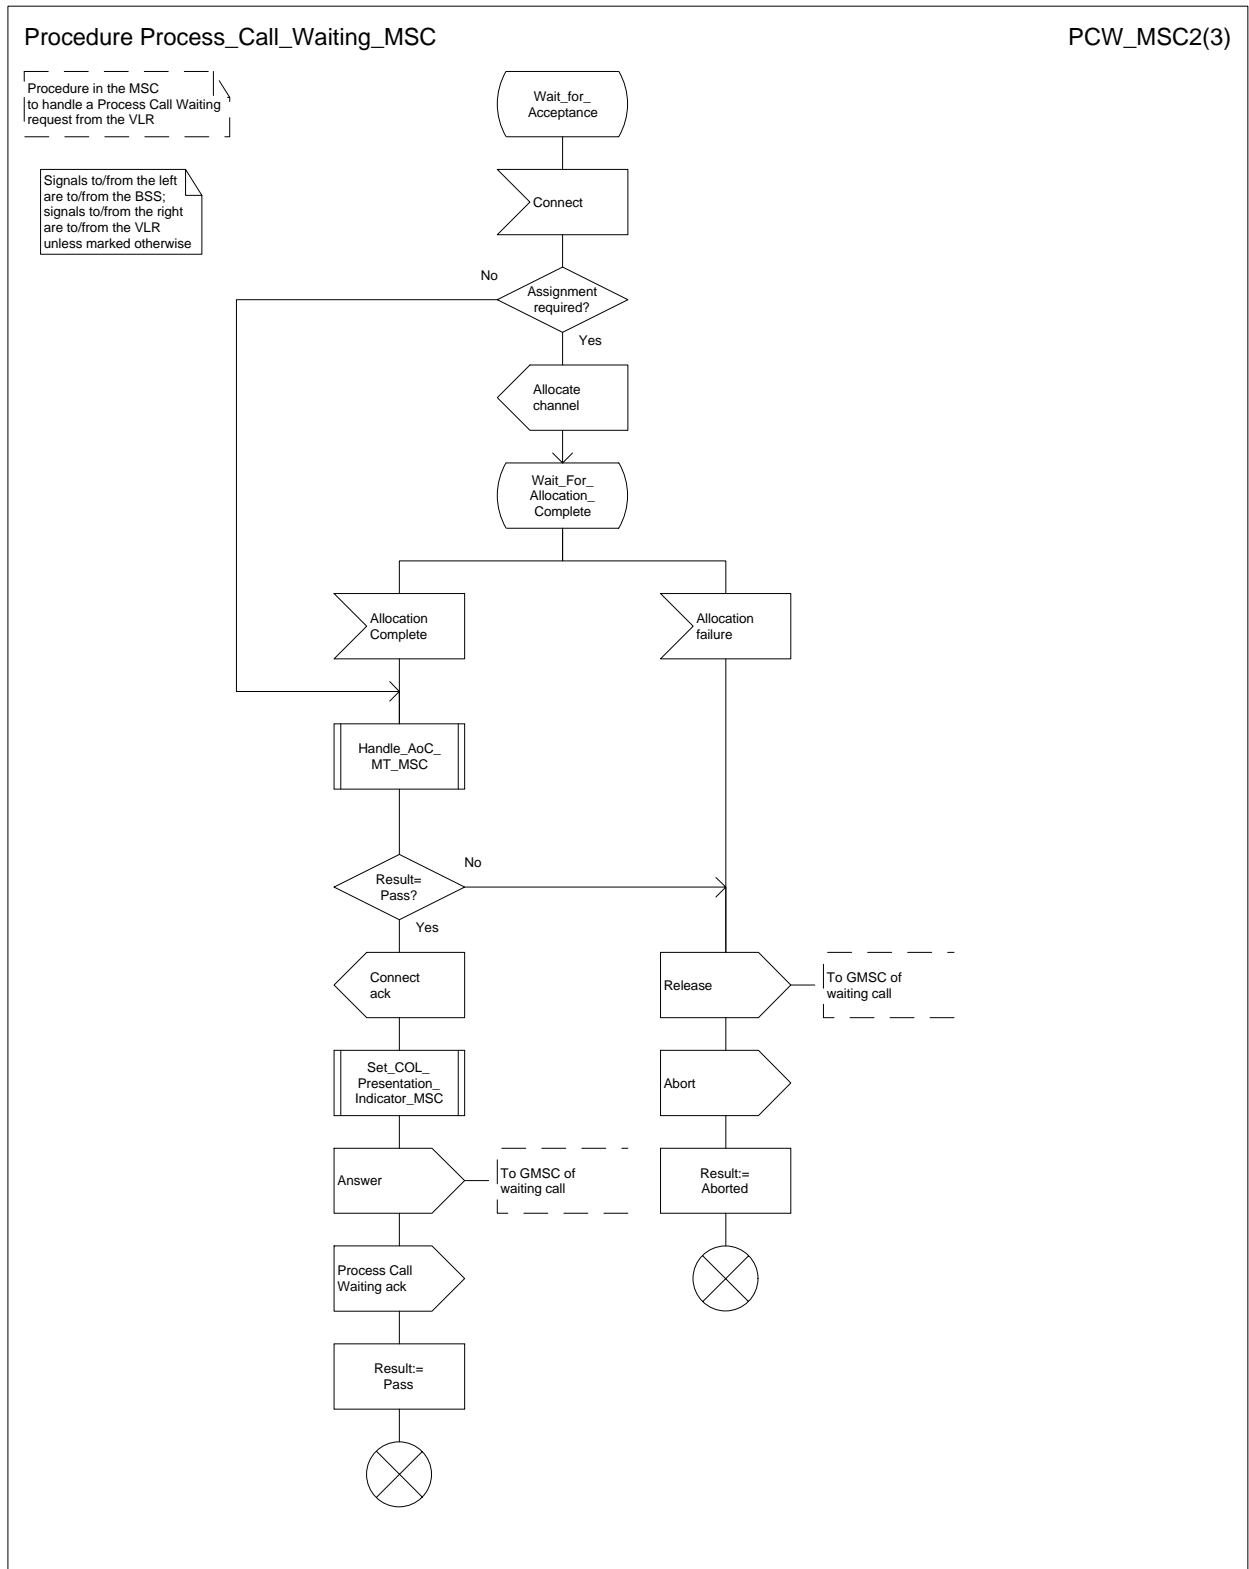 Procedure Process_Call_Waiting_MSC
PCW_MSC2(3)
Procedure in the MSC
to handle a Process Call Waiting
request from the VLR
Signals to/from the left
are to/from the BSS;
signals to/from the right
are to/from the VLR
unless marked otherwise
Wait_for_
Acceptance
Connect
No
Assignment
required?
Yes
Allocate
channel
Wait_For_
Allocation_
Complete
Allocation
Complete
Allocation
failure
Handle_AoC_
MT_MSC
Result=
Pass?
No
Yes
Connect
ack
Release
To GMSC of
waiting call
Set_COL_
Presentation_
Indicator_MSC
Abort
Answer
To GMSC of
waiting call
Result:=
Aborted
Process Call
Waiting ack
Result:=
Pass